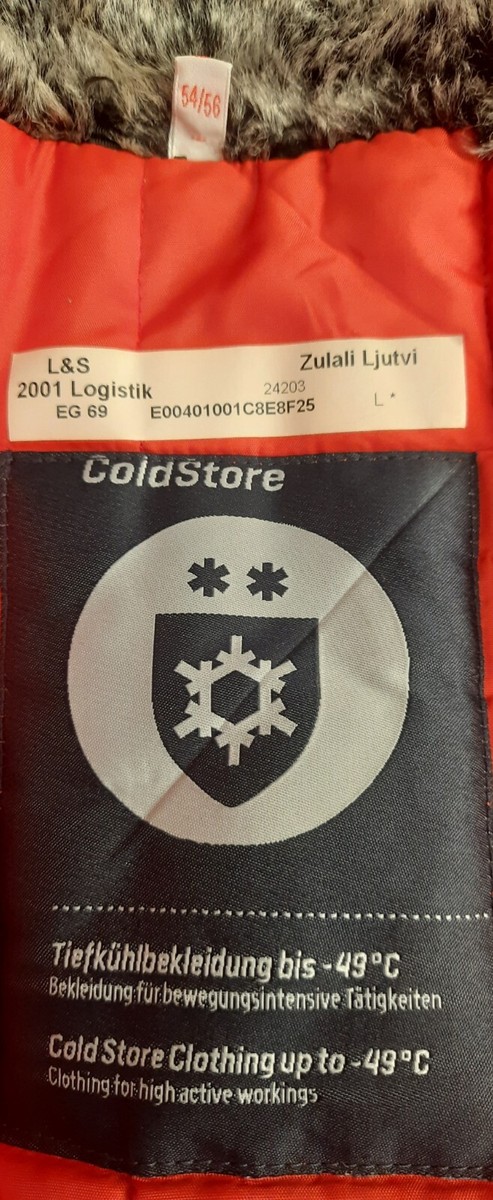 54/56
L&S Zulali Ljutvi
2001 Logistik 24203
EG 69 E00401001C8E8F25 L *
ColdStore
**
Tiefkühlbekleidung bis -49°C
Bekleidung für bewegungsintensive Tätigkeiten
Cold Store Clothing up to -49°C
Clothing for high active workings